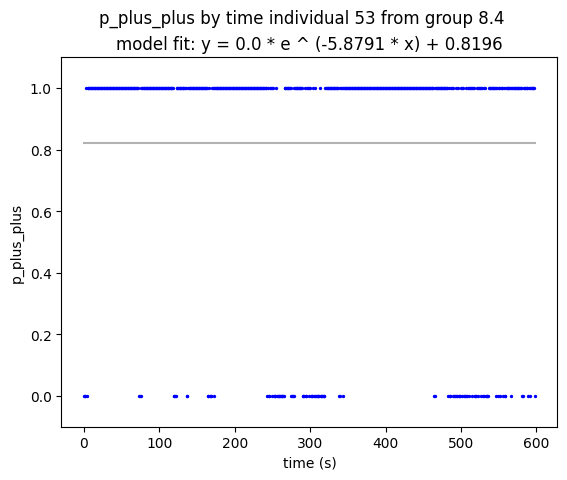 p_plus_plus by time individual 53 from group 8.4
model fit: y = 0.0 * e ^ (-5.8791 * x) + 0.8196
1.0
0.8
0.6
0.4
0.2
0.0
p_plus_plus
0 100 200 300 400 500 600
time (s)